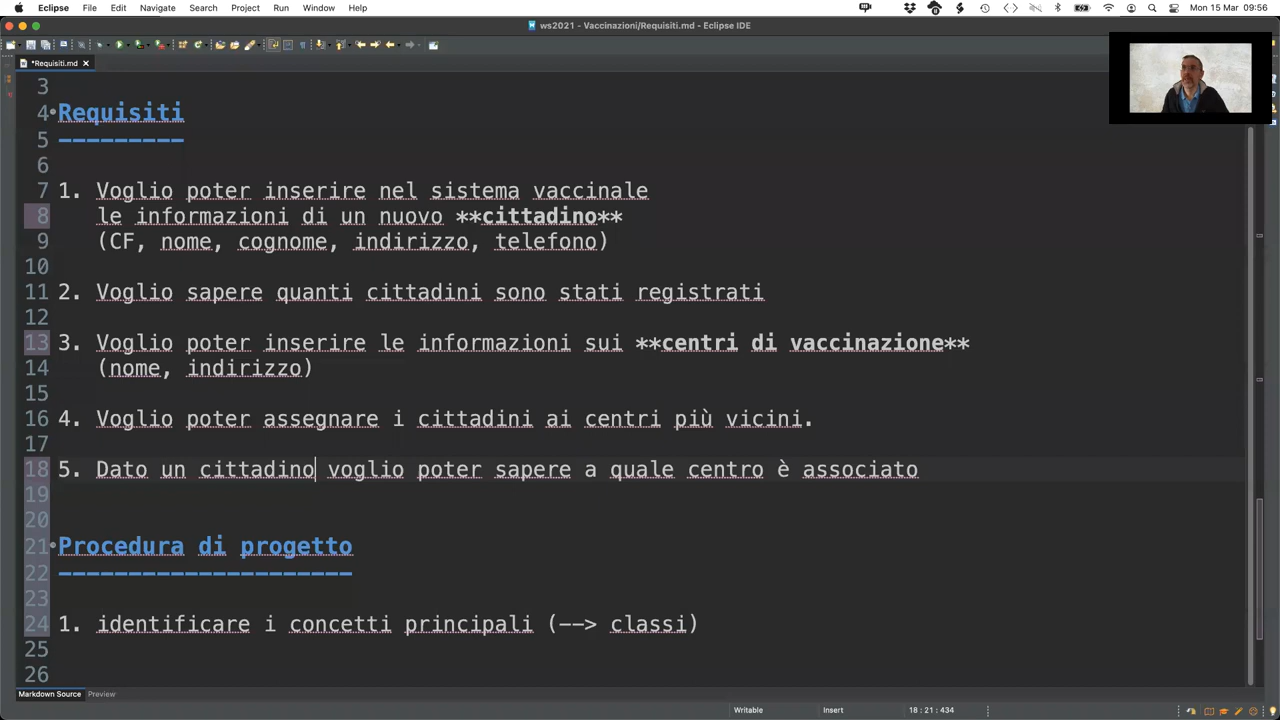 Eclipse File Edit Navigate Source Project Run Window Help Mon 15 Mar 09:56
ws2021 - Vaccinazioni/Requisiti.md - Eclipse IDE
*Requisiti.md
3
4 Requisiti
5 ---------
6
7 1. Voglio poter inserire nel sistema vaccinale
8 le informazioni di un nuovo **cittadino**
9 (CF, nome, cognome, indirizzo, telefono)
10
11 2. Voglio sapere quanti cittadini sono stati registrati
12
13 3. Voglio poter inserire le informazioni sui **centri di vaccinazione**
14 (nome, indirizzo)
15
16 4. Voglio poter assegnare i cittadini ai centri più vicini.
17
18 5. Dato un cittadino voglio poter sapere a quale centro è associato
19
20
21 Procedura di progetto
22 ---------------------
23
24 1. identificare i concetti principali (--> classi)
25
26
Markdown Source Preview
Writable Insert 18 : 21 : 434